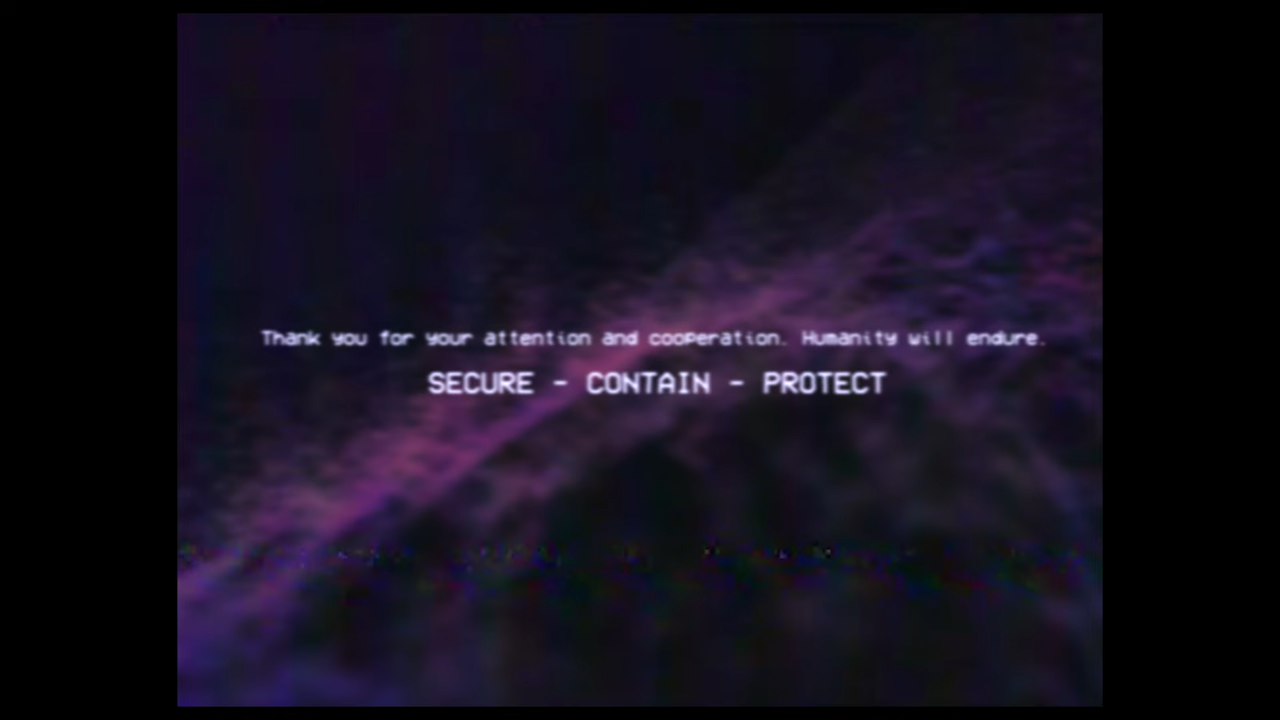 Thank you for your attention and cooperation. Humanity will endure.
SECURE - CONTAIN - PROTECT